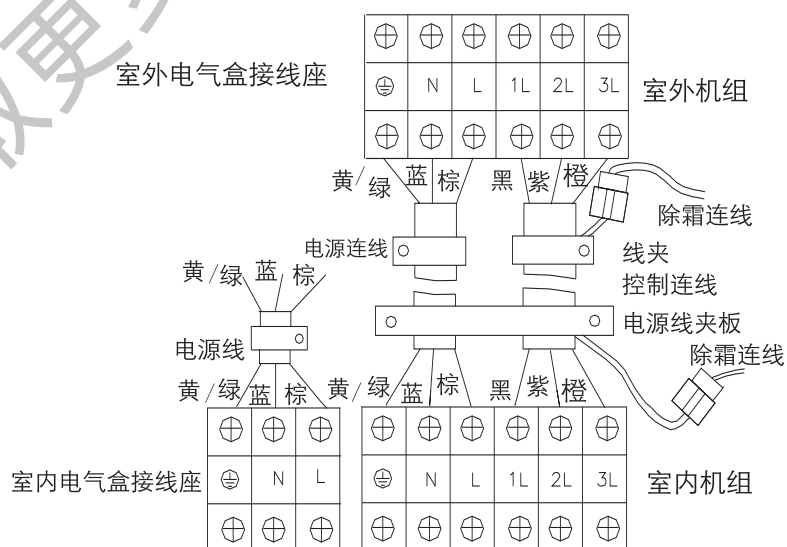 敬更
室外电气盒接线座
N L 1L 2L 3L
室外机组
黄/绿 蓝 棕 黑 紫 橙
除霜连线
电源连线
线夹
控制连线
黄/绿 蓝 棕
电源线夹板
电源线
除霜连线
黄/绿 蓝 棕 黄/绿 蓝 棕 黑 紫 橙
室内电气盒接线座
N L
N L 1L 2L 3L
室内机组